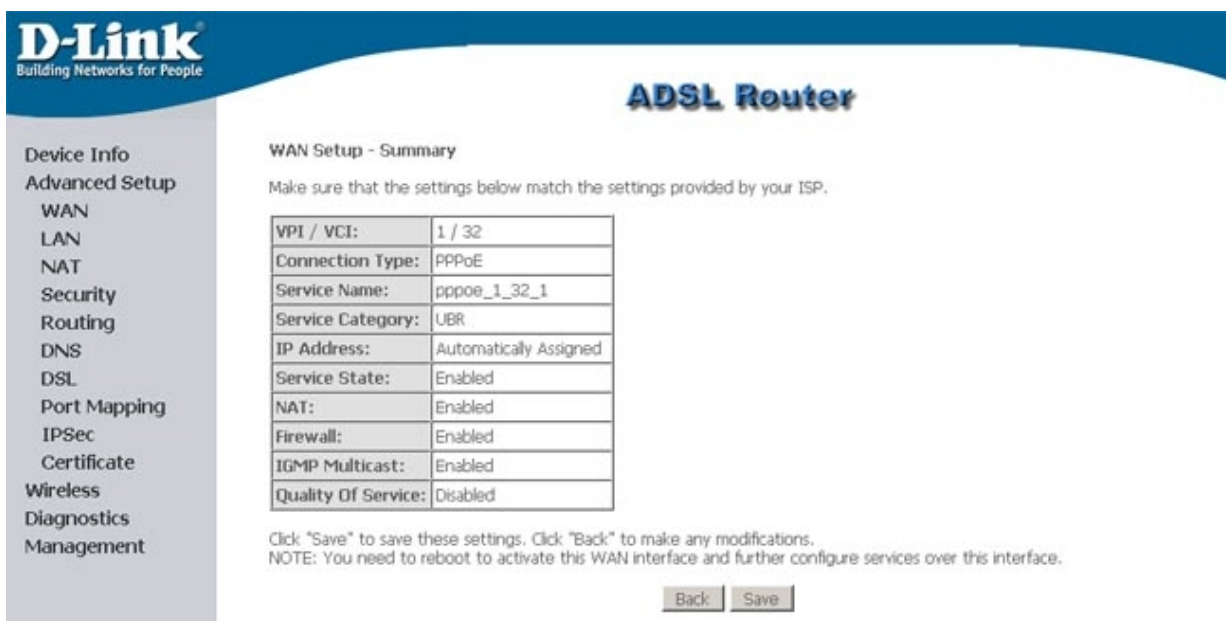 D-Link
Building Networks for People
ADSL Router
Device Info
Advanced Setup
WAN
LAN
NAT
Security
Routing
DNS
DSL
Port Mapping
IPSec
Certificate
Wireless
Diagnostics
Management
WAN Setup - Summary
Make sure that the settings below match the settings provided by your ISP.
VPI / VCI: 1 / 32
Connection Type: PPPoE
Service Name: pppoe_1_32_1
Service Category: UBR
IP Address: Automatically Assigned
Service State: Enabled
NAT: Enabled
Firewall: Enabled
IGMP Multicast: Enabled
Quality Of Service: Disabled
Click "Save" to save these settings. Click "Back" to make any modifications.
NOTE: You need to reboot to activate this WAN interface and further configure services over this interface.
Back Save